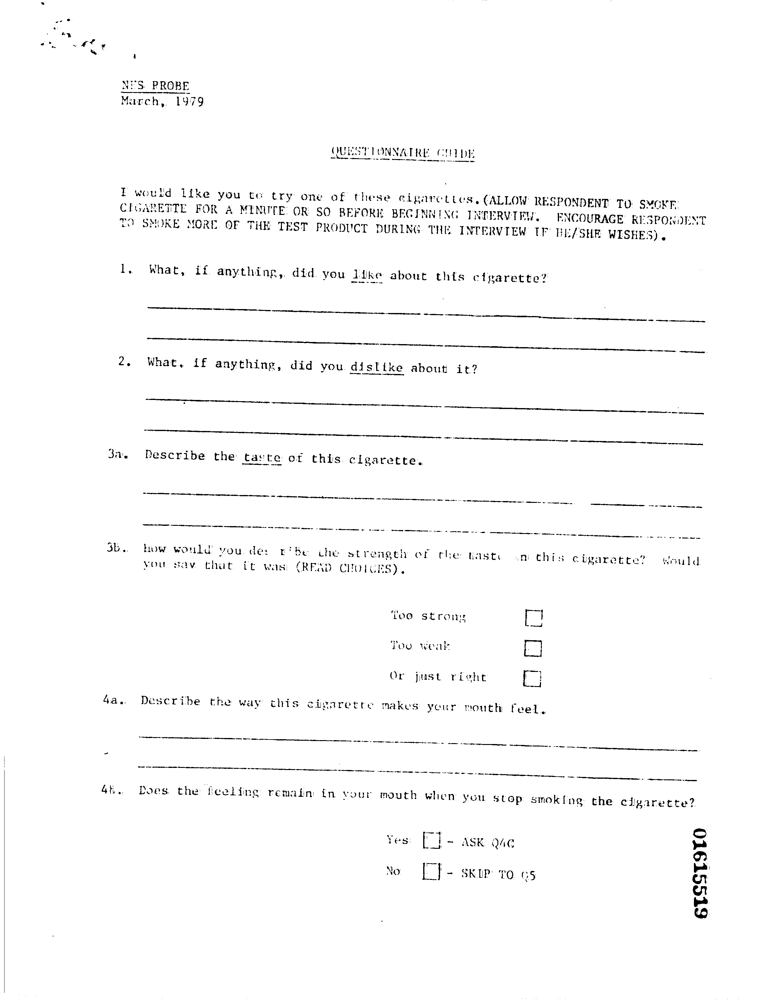 NFS PROBE
March, 1979
QUESTIONNAIRE GUIDE
I would like you to try one of these cigarettes. (ALLOW RESPONDENT TO SMOKE
CIGARETTE FOR A MINUTE OR SO BEFORE BEGINNING INTERVIEW. ENCOURAGE RESPONDENT
TO SMOKE MORE OF THE TEST PRODUCT DURING THE INTERVIEW IF HE/SHE WISHES).
1. What, if anything, did you like about this cigarette?
2. What, if anything, did you dislike about it?
3a. Describe the taste of this cigarette.
3b. how would you describe the strength of the taste in this cigarette? Would
you say that it was (READ CHOICES).
Too strong
Too weak
Or just right
4a. Describe the way this cigarette makes your mouth feel.
4b. Does the feeling remain in your mouth when you stop smoking the cigarette?
Yes - ASK Q4C
No - SKIP TO Q5
01615519